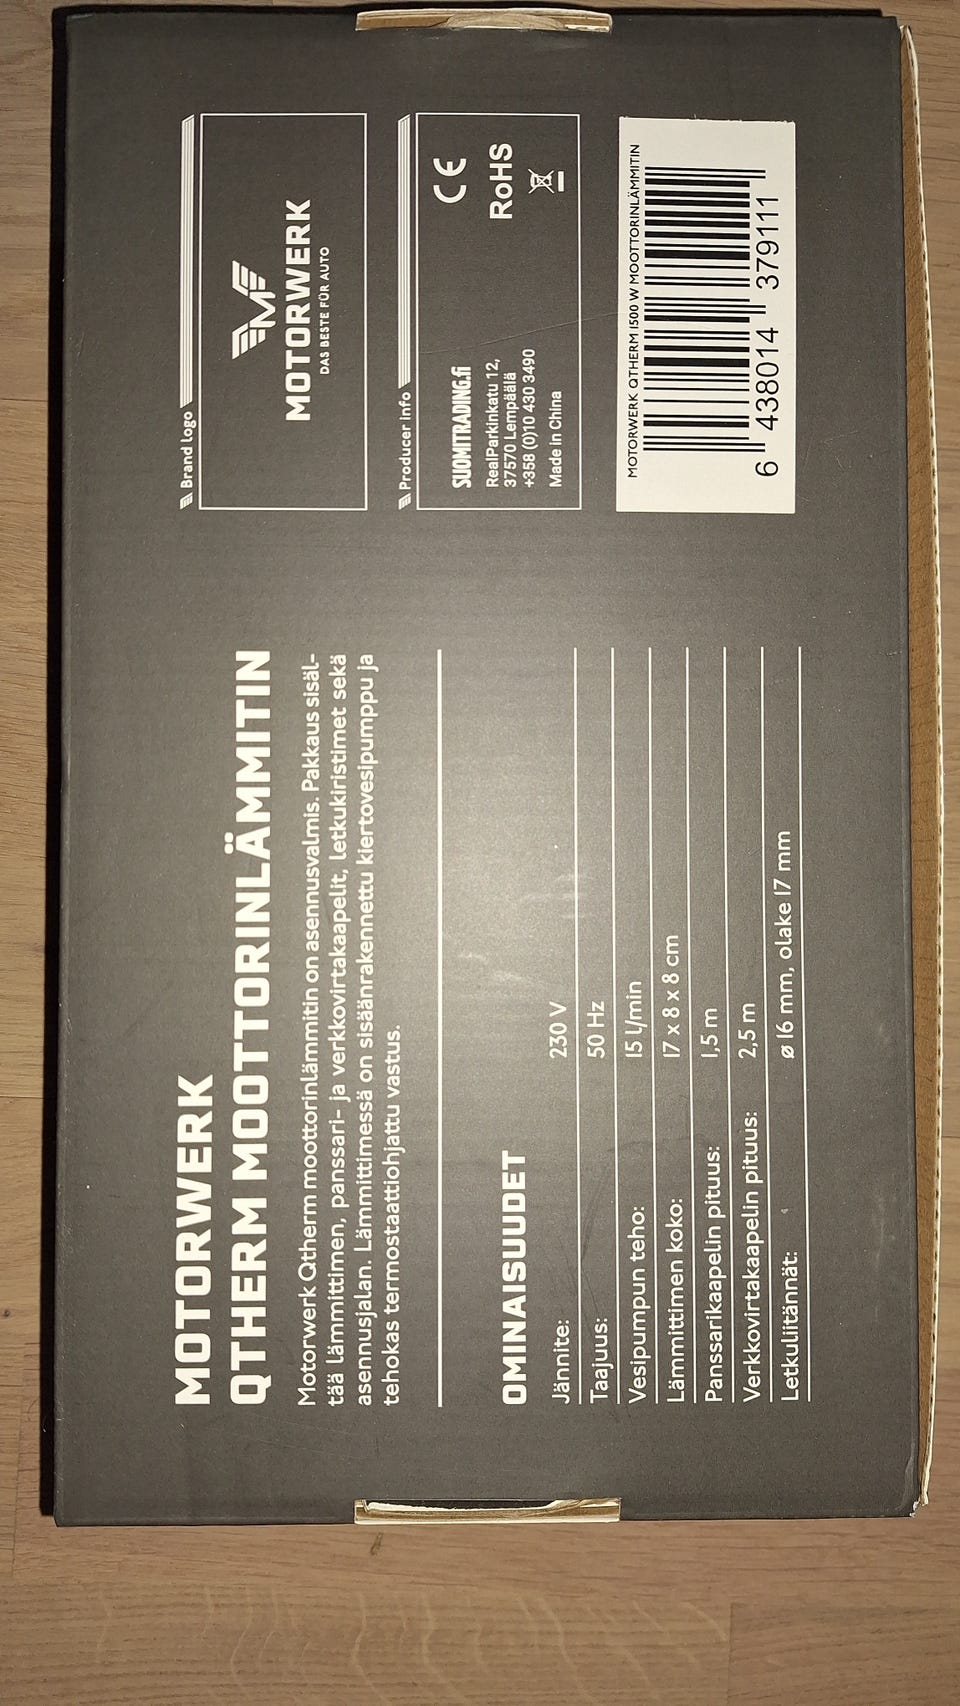 MOTORWERK
QTHERM MOOTTORINLÄMMITIN
Motorwerk Qtherm moottorinlämmitin on asennusvalmis. Pakkaus sisäl-
tää lämmittimen, panssari- ja verkkovirtakaapelit, letkukiristimet sekä
asennusjalan. Lämmittimessä on sisäänrakennettu kiertovesipumppu ja
tehokas termostaattiohjattu vastus.
OMINAISUUDET
Jännite: 230 V
Taajuus: 50 Hz
Vesipumpun teho: 15 l/min
Lämmittimen koko: 17 x 8 x 8 cm
Panssarikaapelin pituus: 1,5 m
Verkkovirtakaapelin pituus: 2,5 m
Letkuliitännät: ø 16 mm, olake 17 mm
Brand logo
MOTORWERK
DAS BESTE FÜR AUTO
Producer info
SUOMITRADING.fi
RealParkinkatu 12,
37570 Lempäälä
+358 (0)10 430 3490
Made in China
CE
RoHS
MOTORWERK QTHERM 1500 W MOOTTORINLÄMMITIN
6 438014 379111